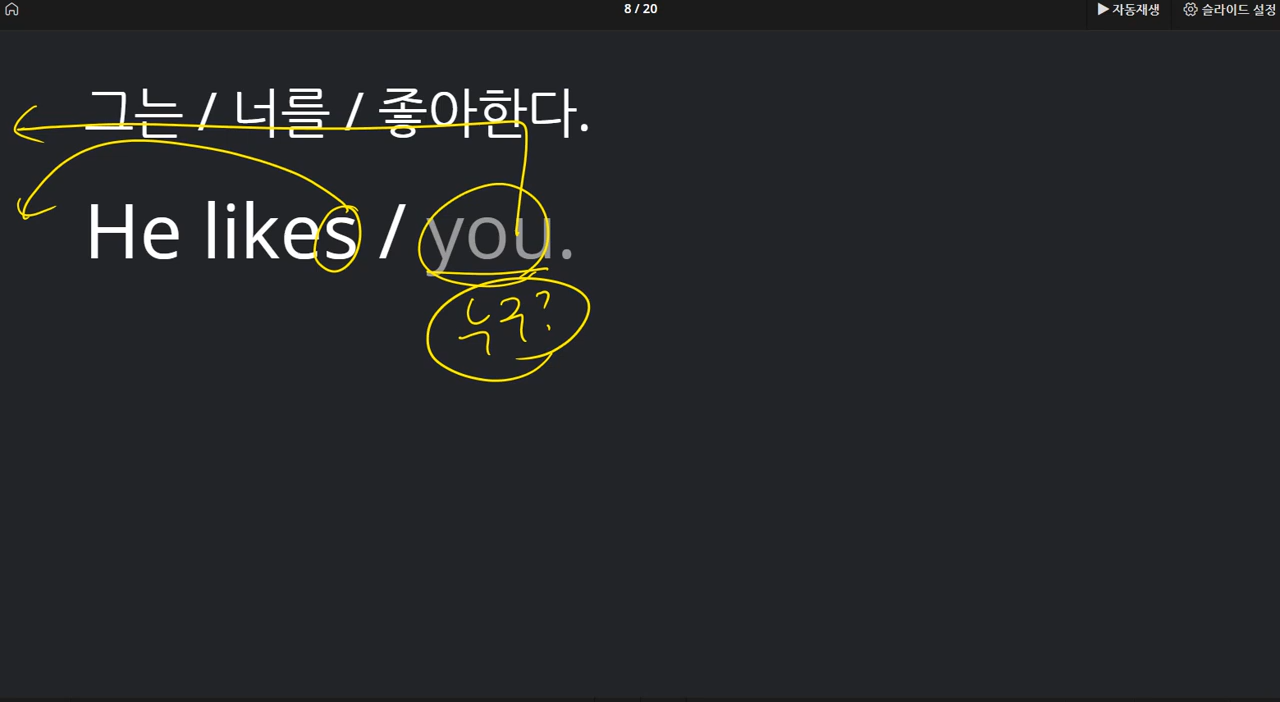 8 / 20
▶ 자동재생
슬라이드 설정
그는 / 너를 / 좋아한다.
He likes / you.
누구?